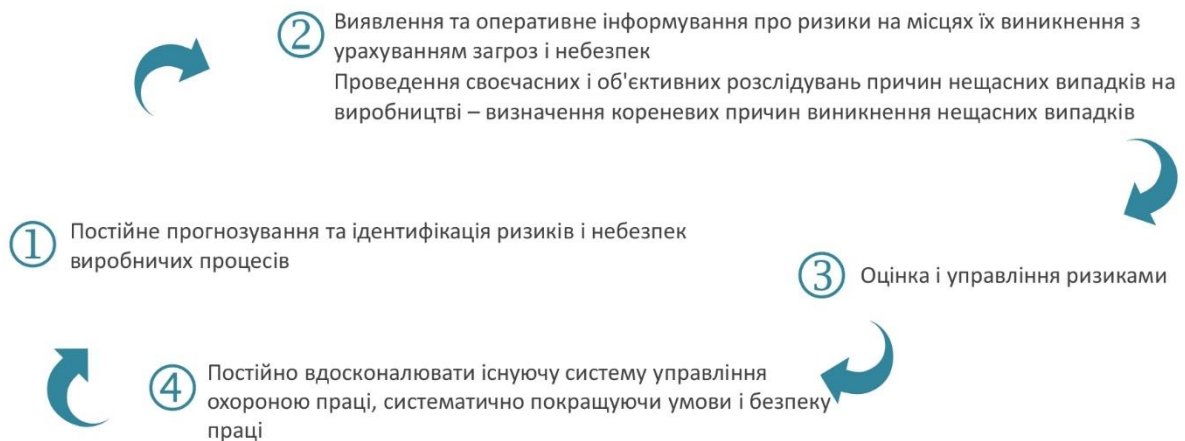 ② Виявлення та оперативне інформування про ризики на місцях їх виникнення з
урахуванням загроз і небезпек
Проведення своєчасних і об'єктивних розслідувань причин нещасних випадків на
виробництві – визначення кореневих причин виникнення нещасних випадків
① Постійне прогнозування та ідентифікація ризиків і небезпек
виробничих процесів
③ Оцінка і управління ризиками
④ Постійно вдосконалювати існуючу систему управління
охороною праці, систематично покращуючи умови і безпеку
праці